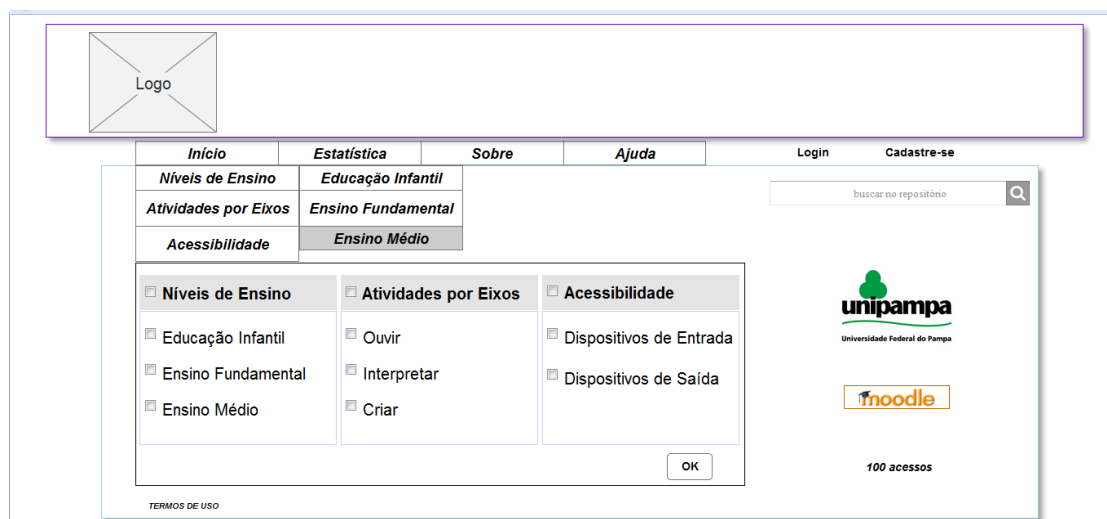 Logo
Início Estatística Sobre Ajuda Login Cadastre-se
Níveis de Ensino Educação Infantil
buscar no repositório
Atividades por Eixos Ensino Fundamental
Acessibilidade Ensino Médio
Níveis de Ensino Atividades por Eixos Acessibilidade
Educação Infantil Ouvir Dispositivos de Entrada
Ensino Fundamental Interpretar Dispositivos de Saída
Ensino Médio Criar
OK
unipampa
Universidade Federal do Pampa
moodle
100 acessos
TERMOS DE USO